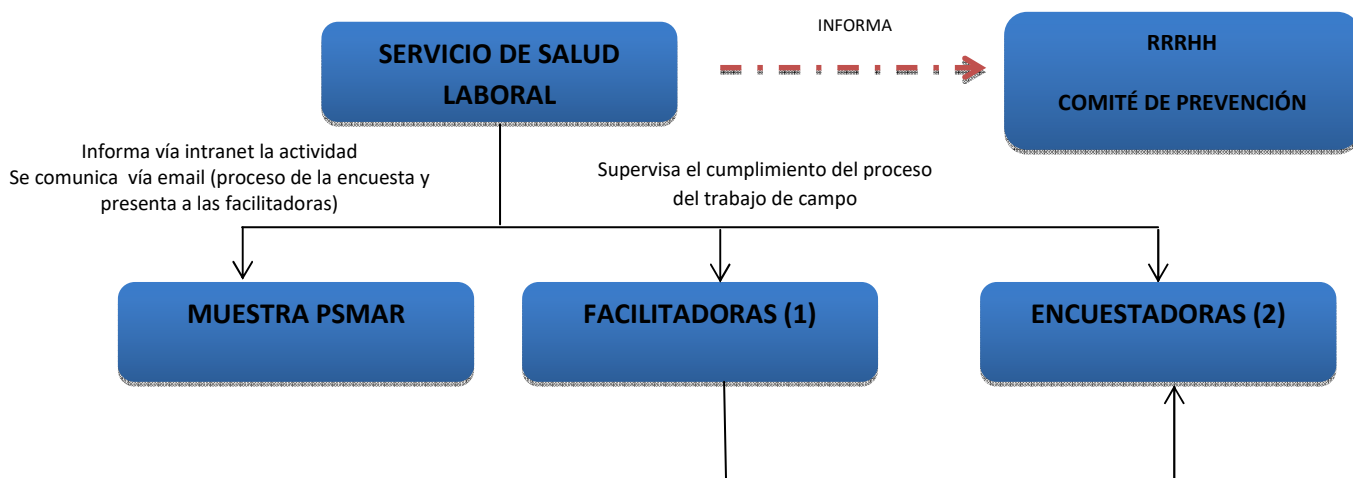 INFORMA
SERVICIO DE SALUD
LABORAL
RRRHH
COMITÉ DE PREVENCIÓN
Informa vía intranet la actividad
Se comunica vía email (proceso de la encuesta y
presenta a las facilitadoras)
Supervisa el cumplimiento del proceso
del trabajo de campo
MUESTRA PSMAR
FACILITADORAS (1)
ENCUESTADORAS (2)